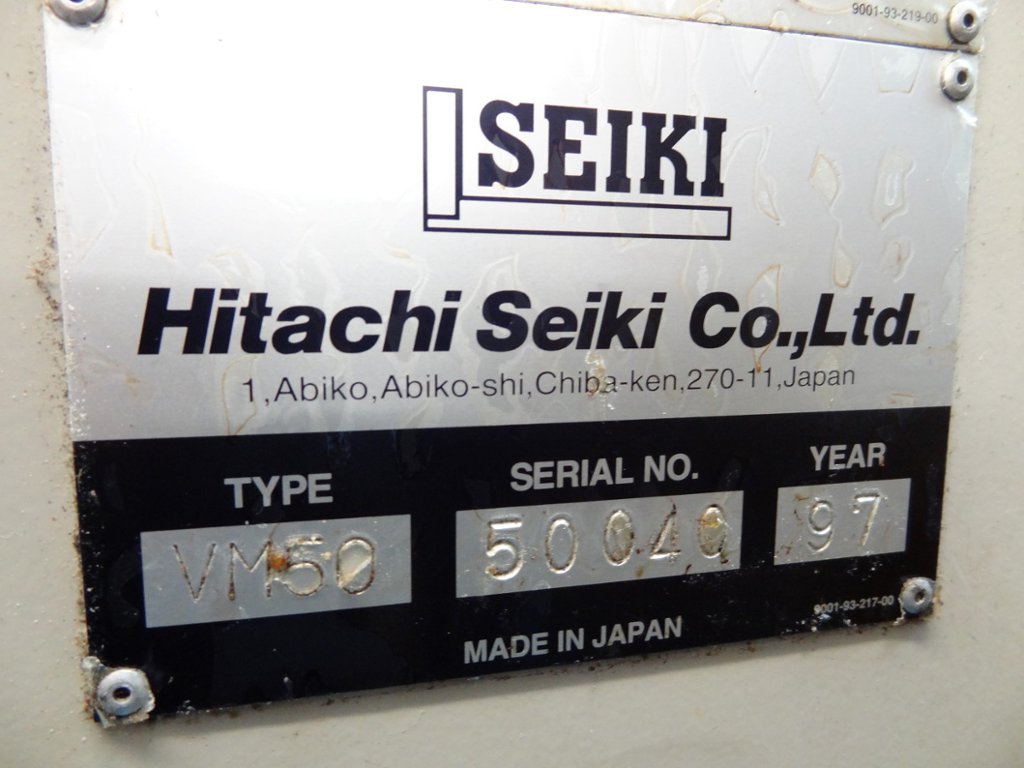 9001-93-219-00
SEIKI
Hitachi Seiki Co.,Ltd.
1,Abiko,Abiko-shi,Chiba-ken,270-11,Japan
TYPE SERIAL NO. YEAR
VM50 97
9001-93-217-00
MADE IN JAPAN